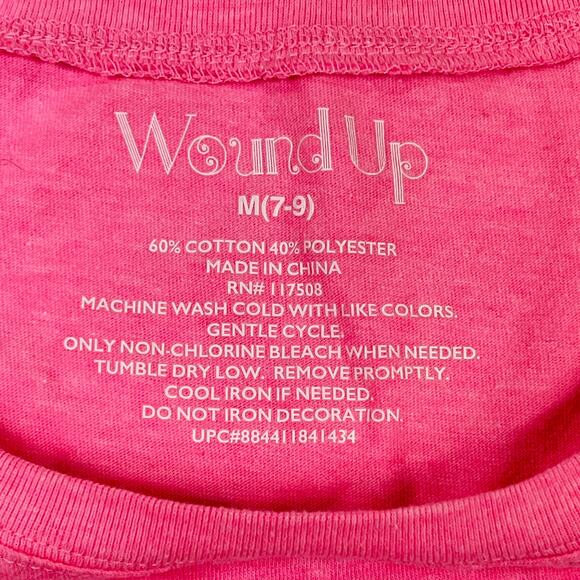 Wound Up
M(7-9)
60% COTTON 40% POLYESTER
MADE IN CHINA
RN# 117508
MACHINE WASH COLD WITH LIKE COLORS.
GENTLE CYCLE.
ONLY NON-CHLORINE BLEACH WHEN NEEDED.
TUMBLE DRY LOW. REMOVE PROMPTLY.
COOL IRON IF NEEDED.
DO NOT IRON DECORATION.
UPC#884411841434